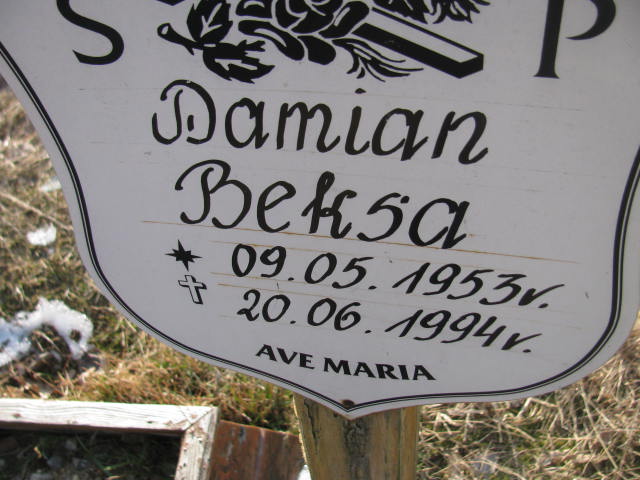 S P
Damian
Beksa
09.05.1953r.
20.06.1994r.
AVE MARIA